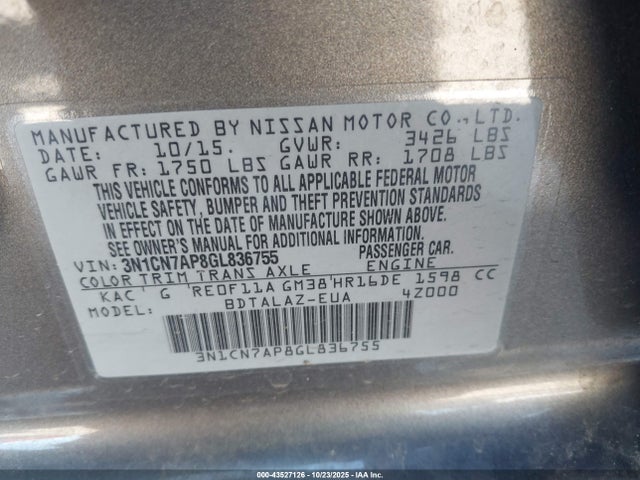 MANUFACTURED BY NISSAN MOTOR CO.,LTD.
DATE: 10/15. GVWR: 3426 LBS
GAWR FR: 1750 LBS GAWR RR: 1708 LBS
THIS VEHICLE CONFORMS TO ALL APPLICABLE FEDERAL MOTOR
VEHICLE SAFETY, BUMPER AND THEFT PREVENTION STANDARDS
IN EFFECT ON THE DATE OF MANUFACTURE SHOWN ABOVE.
SEE OWNER'S MANUAL FOR ADDITIONAL INFORMATION.
VIN: 3N1CN7AP8GL836755 PASSENGER CAR.
COLOR TRIM TRANS AXLE ENGINE
KAC G RE0F11A GM38 HR16DE 1598 CC
MODEL: BDTALAZ-EUA 4Z000
3N1CN7AP8GL836755
000-43527126 - 10/23/2025 - IAA Inc.